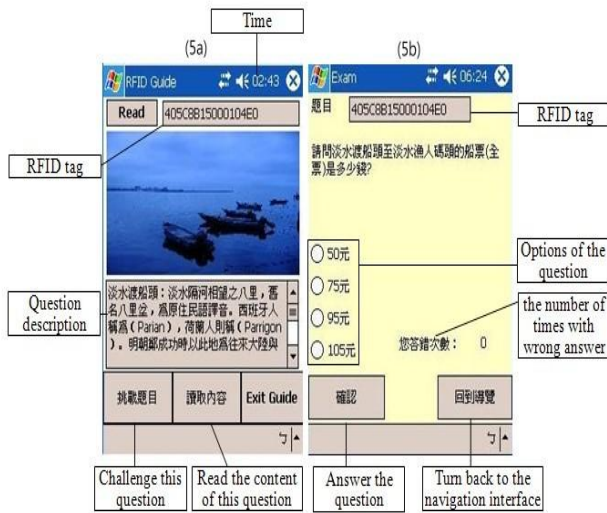 Time
(5a)
(5b)
RFID Guide
02:43
Exam
06:24
Read
405C8B15000104E0
題目
405C8B15000104E0
RFID tag
RFID tag
請問淡水渡船頭至淡水漁人碼頭的船票(全
票)是多少錢?
50元
75元
95元
105元
Options of the
question
the number of
times with
wrong answer
您答錯次數：
0
Question
description
淡水渡船頭：淡水隔河相望之八里，舊
名八里坌，為原住民語譯音。西班牙人
稱為(Parian)，荷蘭人則稱(Parrigon
)。明朝鄭成功時以此地為往來大陸與
挑戰題目
讀取內容
Exit Guide
確認
回到導覽
ㄅ
ㄅ
Challenge this
question
Read the content
of this question
Answer the
question
Turn back to the
navigation interface